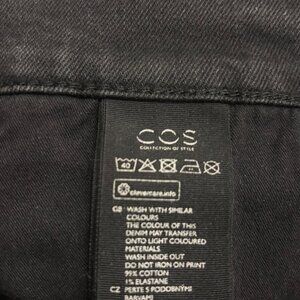 COS
COLLECTION OF STYLE
40
clevercare.info
GB WASH WITH SIMILAR
COLOURS
THE COLOUR OF THIS
DENIM MAY TRANSFER
ONTO LIGHT COLOURED
MATERIALS
WASH INSIDE OUT
DO NOT IRON ON PRINT
99% COTTON
1% ELASTANE
CZ PERTE S PODOBNÝMI
BARVAMI